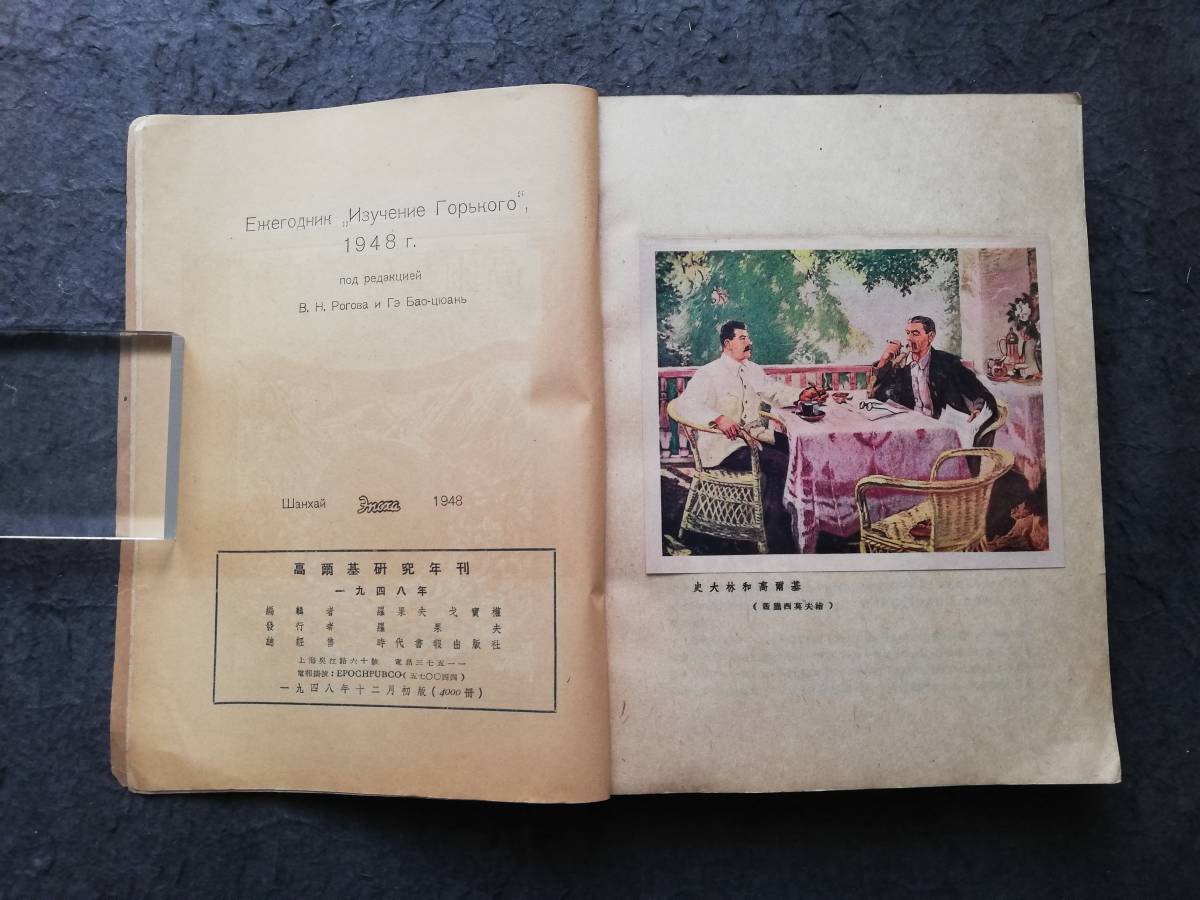 Ежегодник „Изучение Горького“,
1948 г.
под редакцией
В. Н. Рогова и Гэ Бао-цюань
Шанхай Эпоха 1948
高爾基研究年刊
一九四八年
編輯者 羅果夫 戈寶權
發行者 羅果夫
總經售 時代書報出版社
上海吳江路六十號 電話三七五一一
電報掛號：EPOCHPUBCO（五七〇〇四四）
一九四八年十二月初版（4000冊）
史大林和高爾基